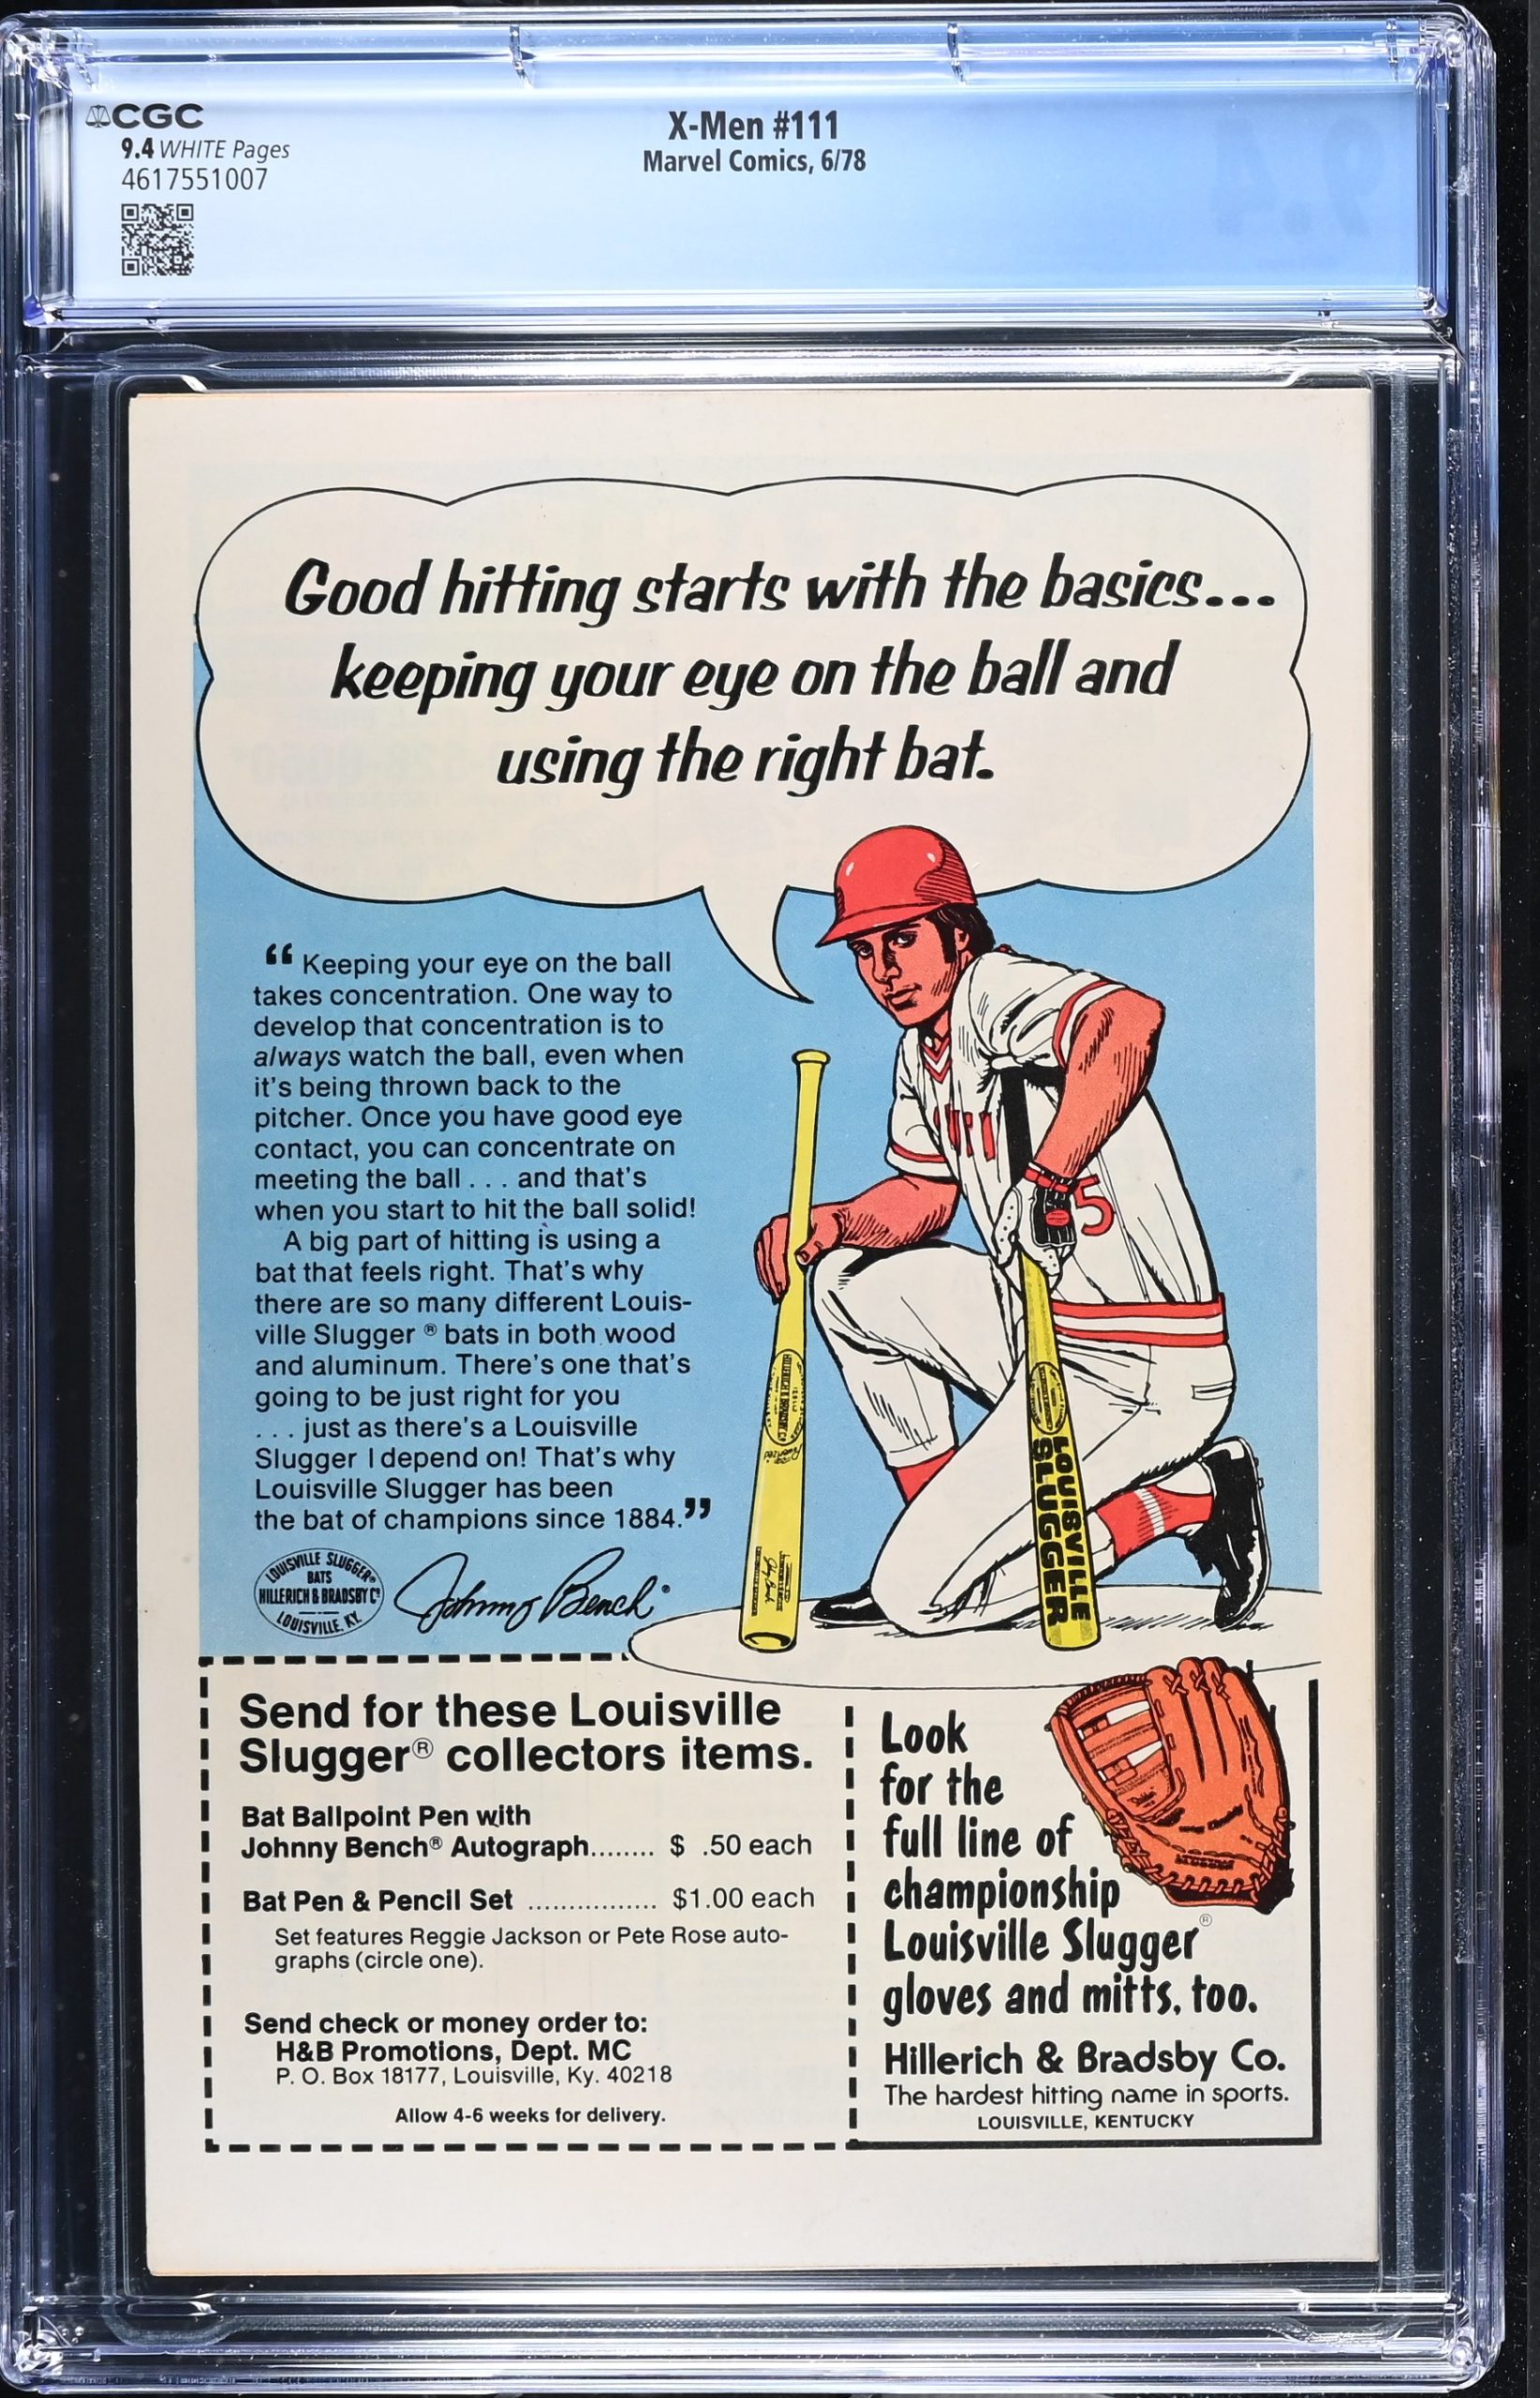 CGC
9.4 WHITE Pages
4617551007
X-Men #111
Marvel Comics, 6/78
Good hitting starts with the basics...
keeping your eye on the ball and
using the right bat.
“ Keeping your eye on the ball
takes concentration. One way to
develop that concentration is to
always watch the ball, even when
it's being thrown back to the
pitcher. Once you have good eye
contact, you can concentrate on
meeting the ball . . . and that's
when you start to hit the ball solid!
A big part of hitting is using a
bat that feels right. That's why
there are so many different Louis-
ville Slugger ® bats in both wood
and aluminum. There's one that's
going to be just right for you
. . . just as there's a Louisville
Slugger I depend on! That's why
Louisville Slugger has been
the bat of champions since 1884.”
LOUISVILLE SLUGGER®
BATS
HILLERICH & BRADSBY Cº
LOUISVILLE, KY.
Johnny Bench®
5
LOUISVILLE
SLUGGER
Send for these Louisville
Slugger® collectors items.
Bat Ballpoint Pen with
Johnny Bench® Autograph........ $ .50 each
Bat Pen & Pencil Set ................ $1.00 each
Set features Reggie Jackson or Pete Rose auto-
graphs (circle one).
Send check or money order to:
H&B Promotions, Dept. MC
P. O. Box 18177, Louisville, Ky. 40218
Allow 4-6 weeks for delivery.
Look
for the
full line of
championship
Louisville Slugger®
gloves and mitts, too.
Hillerich & Bradsby Co.
The hardest hitting name in sports.
LOUISVILLE, KENTUCKY